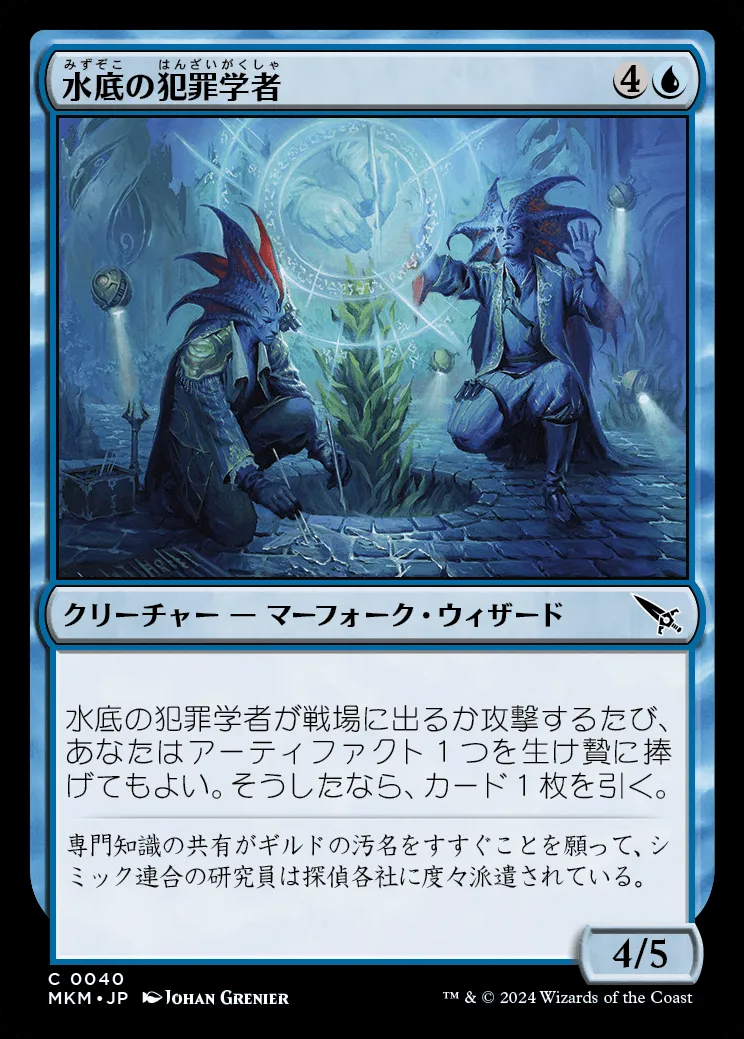 みずぞこ はんざいがくしゃ
水底の犯罪学者 4
クリーチャー — マーフォーク・ウィザード
水底の犯罪学者が戦場に出るか攻撃するたび、
あなたはアーティファクト1つを生け贄に捧
げてもよい。そうしたなら、カード1枚を引く。
専門知識の共有がギルドの汚名をすすぐことを願って、シ
ミック連合の研究員は探偵各社に度々派遣されている。
4/5
C 0040
MKM • JP Johan Grenier ™ & © 2024 Wizards of the Coast